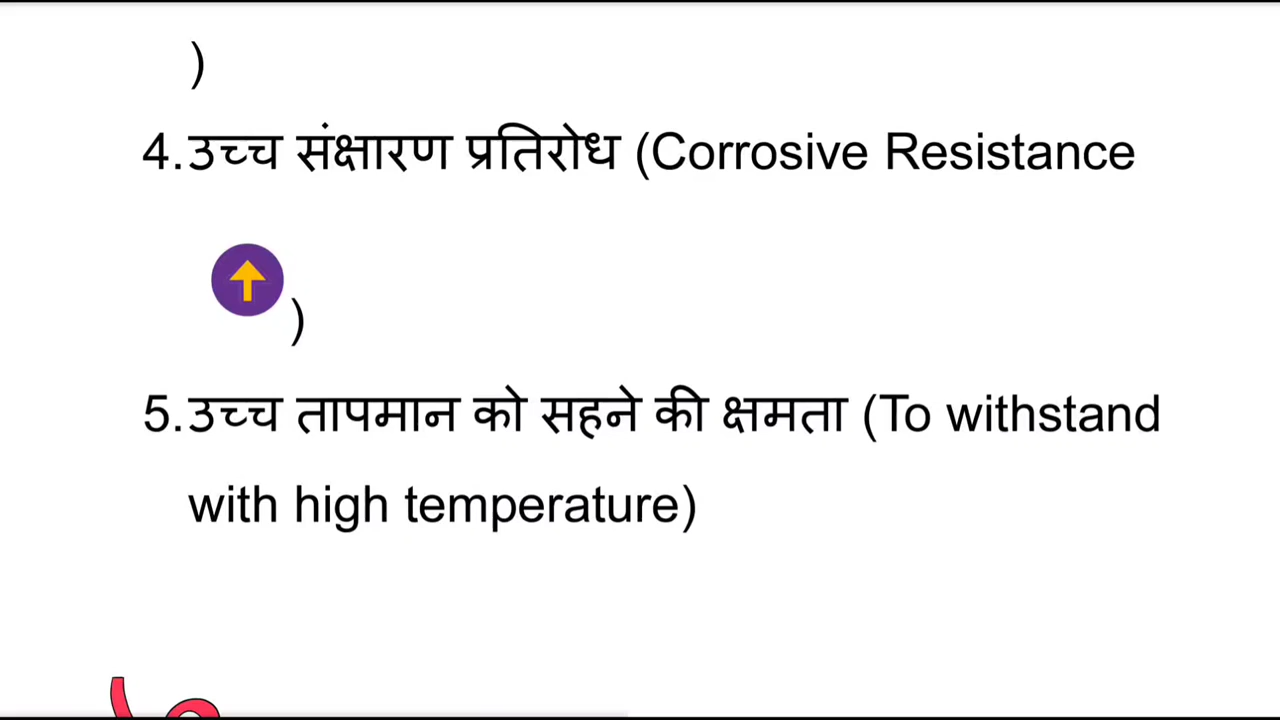 )
4.उच्च संक्षारण प्रतिरोध (Corrosive Resistance
)
5.उच्च तापमान को सहने की क्षमता (To withstand
with high temperature)